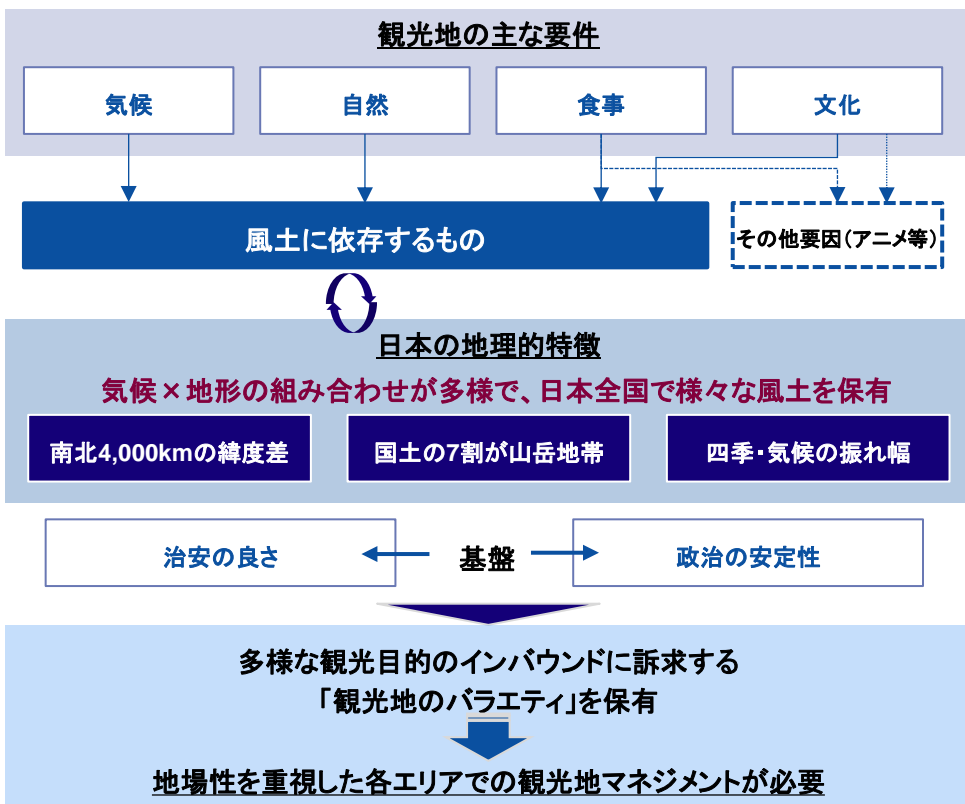 観光地の主な要件
気候
自然
食事
文化
風土に依存するもの
その他要因(アニメ等)
日本の地理的特徴
気候×地形の組み合わせが多様で、日本全国で様々な風土を保有
南北4,000kmの緯度差
国土の7割が山岳地帯
四季・気候の振れ幅
治安の良さ
基盤
政治の安定性
多様な観光目的のインバウンドに訴求する
「観光地のバラエティ」を保有
地場性を重視した各エリアでの観光地マネジメントが必要